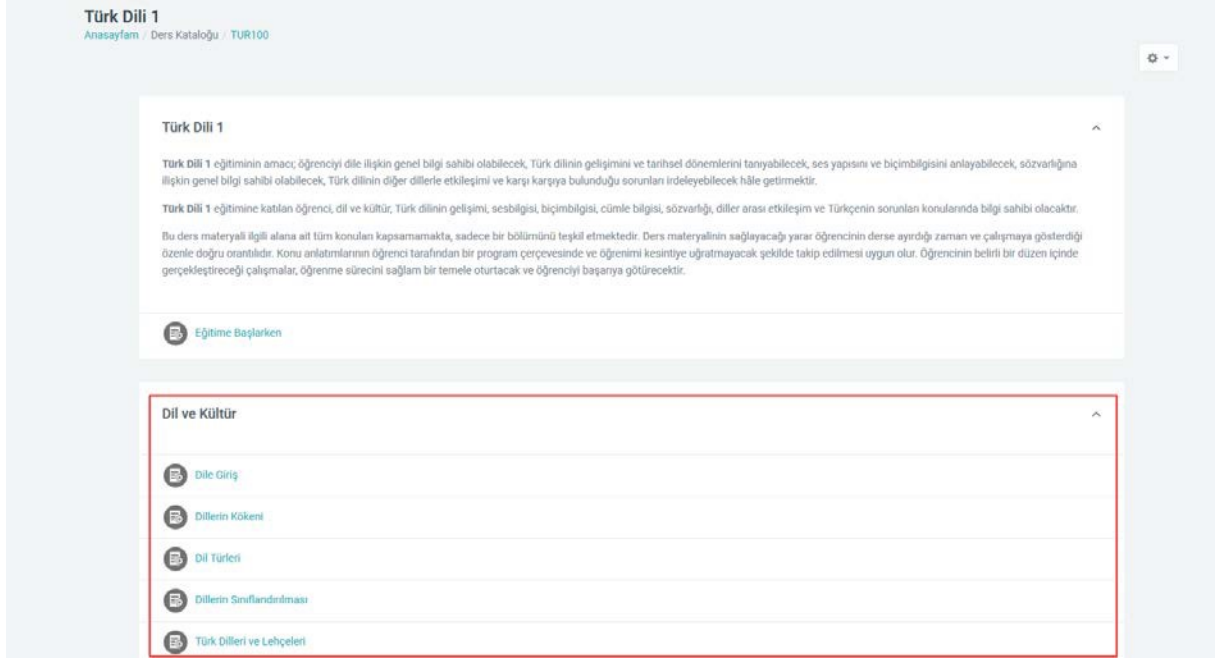 Türk Dili 1
Anasayfam / Ders Kataloğu / TUR100
Türk Dili 1
Türk Dili 1 eğitiminin amacı; öğrenciyi dile ilişkin genel bilgi sahibi olabilecek, Türk dilinin gelişimini ve tarihsel dönemlerini tanıyabilecek, ses yapısını ve biçimbilgisini anlayabilecek, sözvarlığına
ilişkin genel bilgi sahibi olabilecek, Türk dilinin diğer dillerle etkileşimi ve karşı karşıya bulunduğu sorunları irdeleyebilecek hâle getirmektir.
Türk Dili 1 eğitimine katılan öğrenci, dil ve kültür, Türk dilinin gelişimi, sesbilgisi, biçimbilgisi, cümle bilgisi, sözvarlığı, diller arası etkileşim ve Türkçenin sorunları konularında bilgi sahibi olacaktır.
Bu ders materyali ilgili alana ait tüm konuları kapsamamakta, sadece bir bölümünü teşkil etmektedir. Ders materyalinin sağlayacağı yarar öğrencinin derse ayırdığı zaman ve çalışmaya gösterdiği
özenle doğru orantılıdır. Konu anlatımlarının öğrenci tarafından bir program çerçevesinde ve öğrenimi kesintiye uğratmayacak şekilde takip edilmesi uygun olur. Öğrencinin belirli bir düzen içinde
gerçekleştireceği çalışmalar, öğrenme sürecini sağlam bir temele oturtacak ve öğrenciyi başarıya götürecektir.
Eğitime Başlarken
Dil ve Kültür
Dile Giriş
Dillerin Kökeni
Dil Türleri
Dillerin Sınıflandırılması
Türk Dilleri ve Lehçeleri